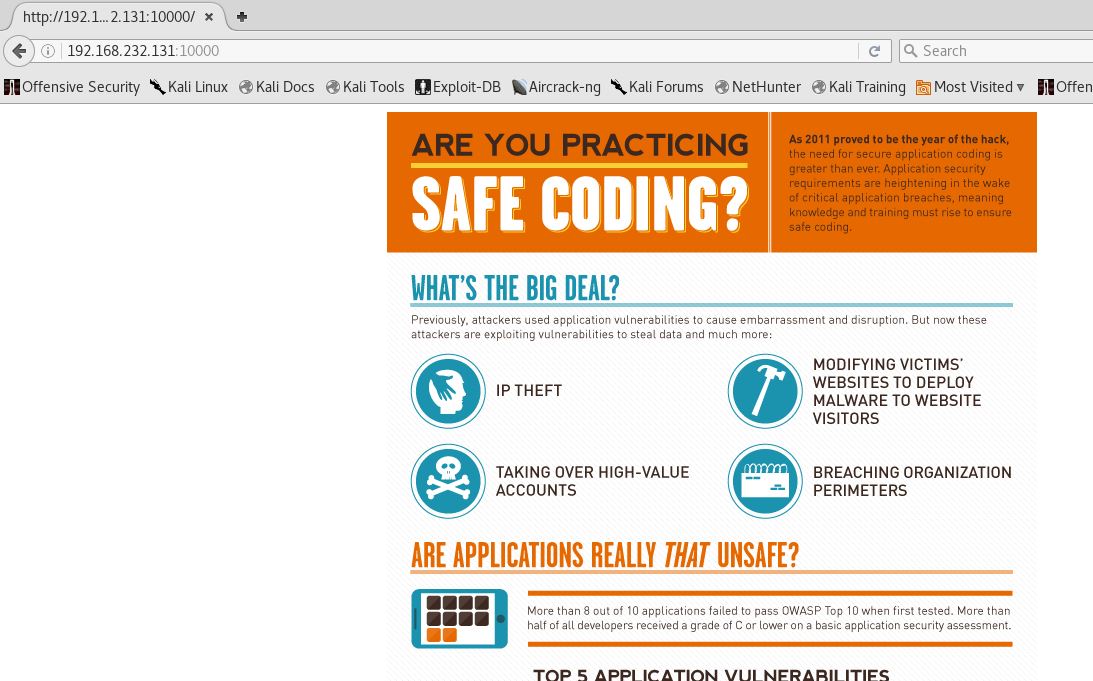 http://192.1...2.131:10000/
192.168.232.131:10000
Search
Offensive Security Kali Linux Kali Docs Kali Tools Exploit-DB Aircrack-ng Kali Forums NetHunter Kali Training Most Visited Offen
ARE YOU PRACTICING
SAFE CODING?
As 2011 proved to be the year of the hack,
the need for secure application coding is
greater than ever. Application security
requirements are heightening in the wake
of critical application breaches, meaning
knowledge and training must rise to ensure
safe coding.
WHAT'S THE BIG DEAL?
Previously, attackers used application vulnerabilities to cause embarrassment and disruption. But now these
attackers are exploiting vulnerabilities to steal data and much more:
IP THEFT
MODIFYING VICTIMS'
WEBSITES TO DEPLOY
MALWARE TO WEBSITE
VISITORS
TAKING OVER HIGH-VALUE
ACCOUNTS
BREACHING ORGANIZATION
PERIMETERS
ARE APPLICATIONS REALLY THAT UNSAFE?
More than 8 out of 10 applications failed to pass OWASP Top 10 when first tested. More than
half of all developers received a grade of C or lower on a basic application security assessment.
TOP 5 APPLICATION VULNERABILITIES